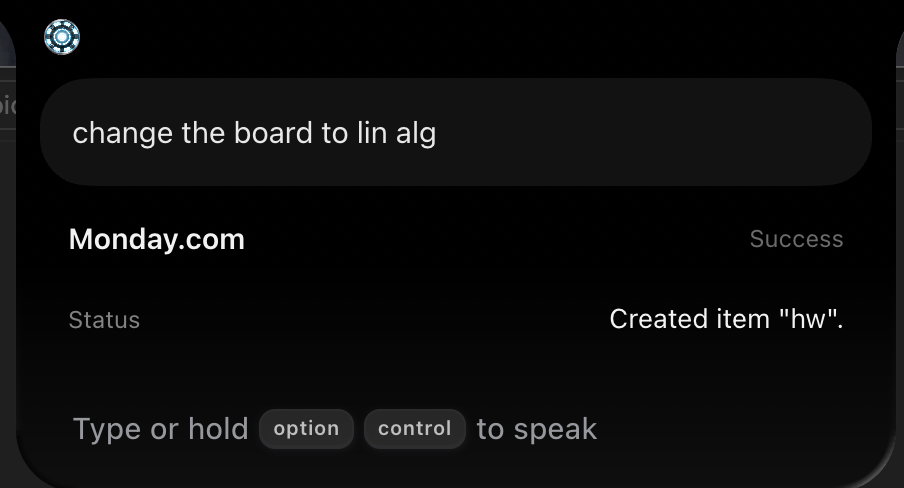 change the board to lin alg
Monday.com Success
Status Created item "hw".
Type or hold option control to speak